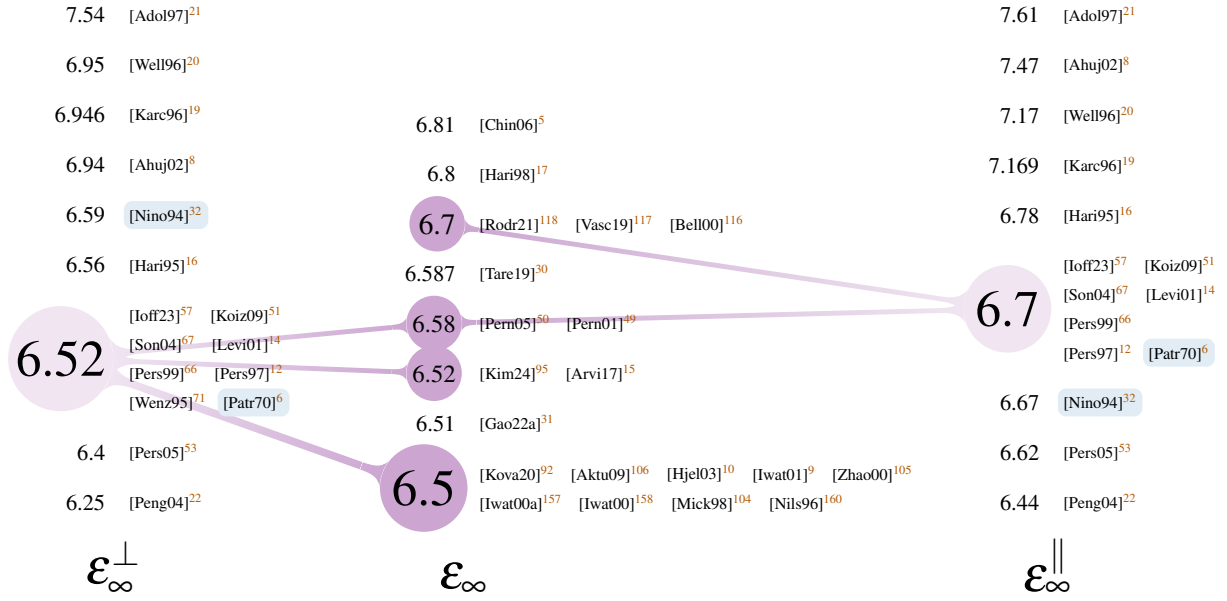 7.54 [Adol97]21
6.95 [Well96]20
6.946 [Karc96]19
6.94 [Ahuj02]8
6.59 [Nino94]32
6.56 [Hari95]16
6.52 [Ioff23]57 [Koiz09]51
[Son04]67 [Levi01]14
[Pers99]66 [Pers97]12
[Wenz95]71 [Patr70]6
6.4 [Pers05]53
6.25 [Peng04]22
ε∞⊥
6.81 [Chin06]5
6.8 [Hari98]17
6.7 [Rodr21]118 [Vasc19]117 [Bell00]116
6.587 [Tare19]30
6.58 [Pern05]50 [Pern01]49
6.52 [Kim24]95 [Arvi17]15
6.51 [Gao22a]31
6.5 [Kova20]92 [Aktu09]106 [Hjel03]10 [Iwat01]9 [Zhao00]105
[Iwat00a]157 [Iwat00]158 [Mick98]104 [Nils96]160
ε∞
7.61 [Adol97]21
7.47 [Ahuj02]8
7.17 [Well96]20
7.169 [Karc96]19
6.78 [Hari95]16
6.7 [Ioff23]57 [Koiz09]51
[Son04]67 [Levi01]14
[Pers99]66
[Pers97]12 [Patr70]6
6.67 [Nino94]32
6.62 [Pers05]53
6.44 [Peng04]22
ε∞∥